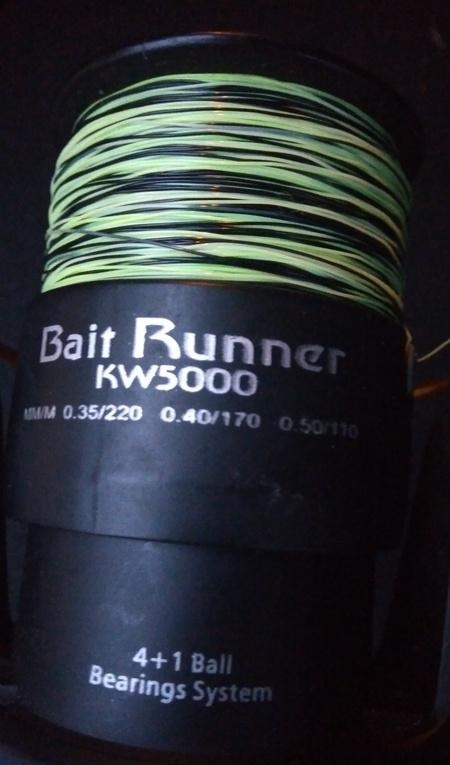 Bait Runner
KW5000
MM/M 0.35/220 0.40/170 0.50/110
4+1 Ball
Bearings System